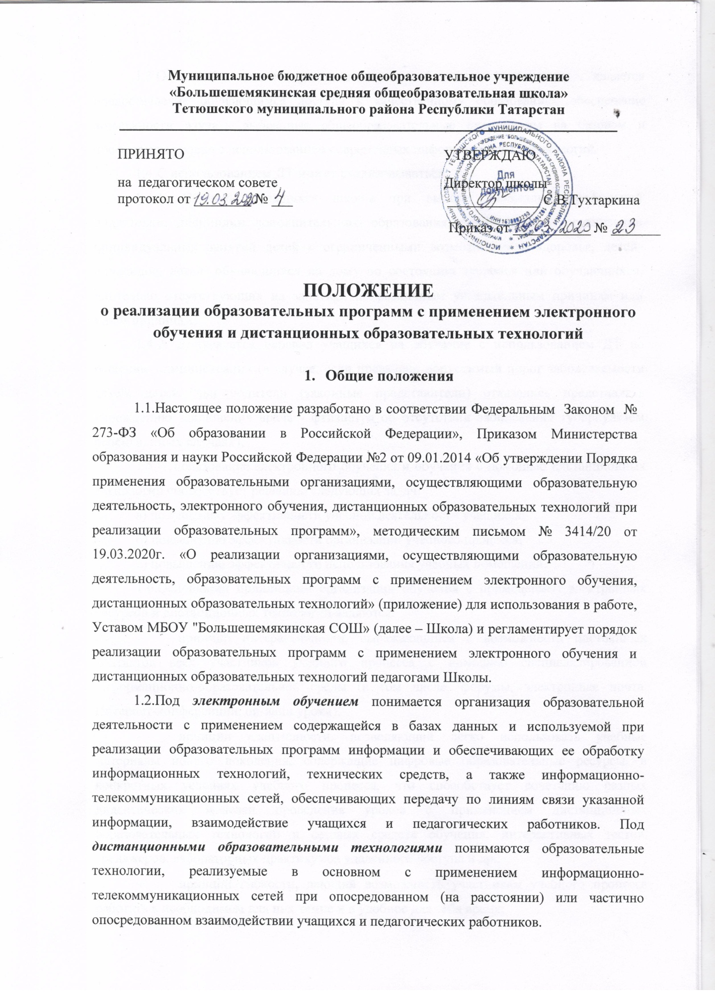 Муниципальное бюджетное общеобразовательное учреждение
«Большешемякинская средняя общеобразовательная школа»
Тетюшского муниципального района Республики Татарстан
ПРИНЯТО
УТВЕРЖДАЮ
на педагогическом совете
Директор школы
протокол от 19.03.2020 № 4
С.В.Тухтаркина
Приказ от 19.03.2020 № 23
Для
документов
ПОЛОЖЕНИЕ
о реализации образовательных программ с применением электронного
обучения и дистанционных образовательных технологий
1. Общие положения
1.1.Настоящее положение разработано в соответствии Федеральным Законом №
273-ФЗ «Об образовании в Российской Федерации», Приказом Министерства
образования и науки Российской Федерации №2 от 09.01.2014 «Об утверждении Порядка
применения образовательными организациями, осуществляющими образовательную
деятельность, электронного обучения, дистанционных образовательных технологий при
реализации образовательных программ», методическим письмом № 3414/20 от
19.03.2020г. «О реализации организациями, осуществляющими образовательную
деятельность, образовательных программ с применением электронного обучения,
дистанционных образовательных технологий» (приложение) для использования в работе,
Уставом МБОУ "Большешемякинская СОШ» (далее – Школа) и регламентирует порядок
реализации образовательных программ с применением электронного обучения и
дистанционных образовательных технологий педагогами Школы.
1.2.Под электронным обучением понимается организация образовательной
деятельности с применением содержащейся в базах данных и используемой при
реализации образовательных программ информации и обеспечивающих ее обработку
информационных технологий, технических средств, а также информационно-
телекоммуникационных сетей, обеспечивающих передачу по линиям связи указанной
информации, взаимодействие учащихся и педагогических работников. Под
дистанционными образовательными технологиями понимаются образовательные
технологии, реализуемые в основном с применением информационно-
телекоммуникационных сетей при опосредованном (на расстоянии) или частично
опосредованном взаимодействии учащихся и педагогических работников.